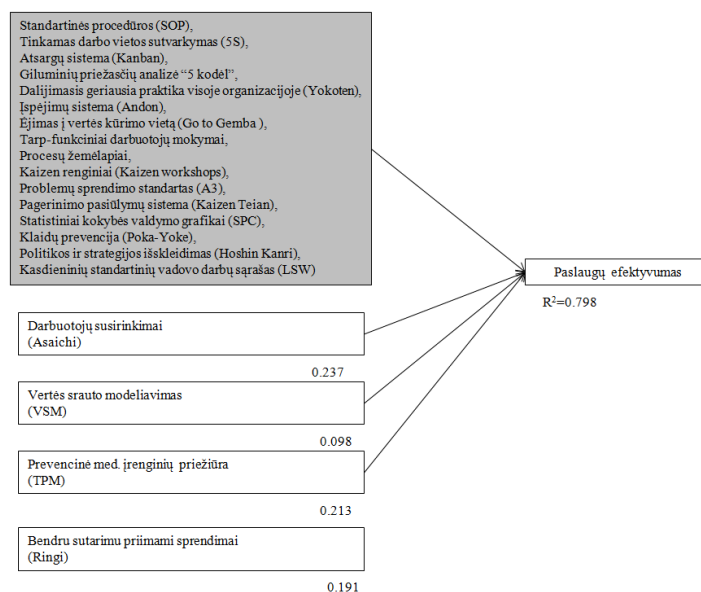 Standartinės procedūros (SOP),
Tinkamas darbo vietos sutvarkymas (5S),
Atsargų sistema (Kanban),
Giluminių priežasčių analizė “5 kodėl”,
Dalijimasis geriausia praktika visoje organizacijoje (Yokoten),
Įspėjimų sistema (Andon),
Ėjimas į vertės kūrimo vietą (Go to Gemba ),
Tarp-funkciniai darbuotojų mokymai,
Procesų žemėlapiai,
Kaizen renginiai (Kaizen workshops),
Problemų sprendimo standartas (A3),
Pagerinimo pasiūlymų sistema (Kaizen Teian),
Statistiniai kokybės valdymo grafikai (SPC),
Klaidų prevencija (Poka-Yoke),
Politikos ir strategijos išskleidimas (Hoshin Kanri),
Kasdieninių standartinių vadovo darbų sąrašas (LSW)
Paslaugų efektyvumas
R²=0.798
Darbuotojų susirinkimai
(Asaichi)
0.237
Vertės srauto modeliavimas
(VSM)
0.098
Prevencinė med. įrenginių priežiūra
(TPM)
0.213
Bendru sutarimu priimami sprendimai
(Ringi)
0.191